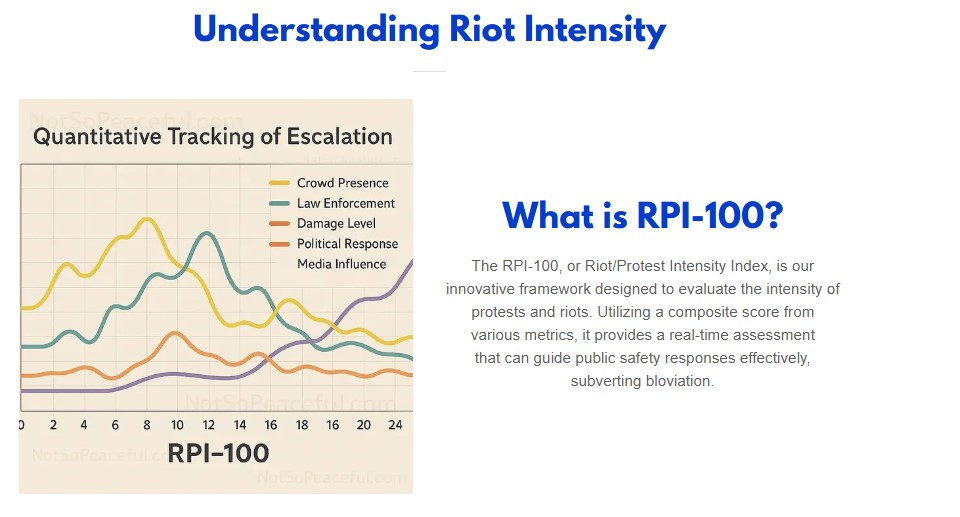 Understanding Riot Intensity
NotSoPeaceful.com
Quantitative Tracking of Escalation
Crowd Presence
Law Enforcement
Damage Level
Political Response
Media Influence
NotSoPeaceful.com
0 2 4 6 8 10 12 14 16 18 16 20 24
RPI–100
NotSoPeaceful.com
NotSoPeaceful.com
What is RPI-100?
The RPI-100, or Riot/Protest Intensity Index, is our
innovative framework designed to evaluate the intensity of
protests and riots. Utilizing a composite score from
various metrics, it provides a real-time assessment
that can guide public safety responses effectively,
subverting bloviation.